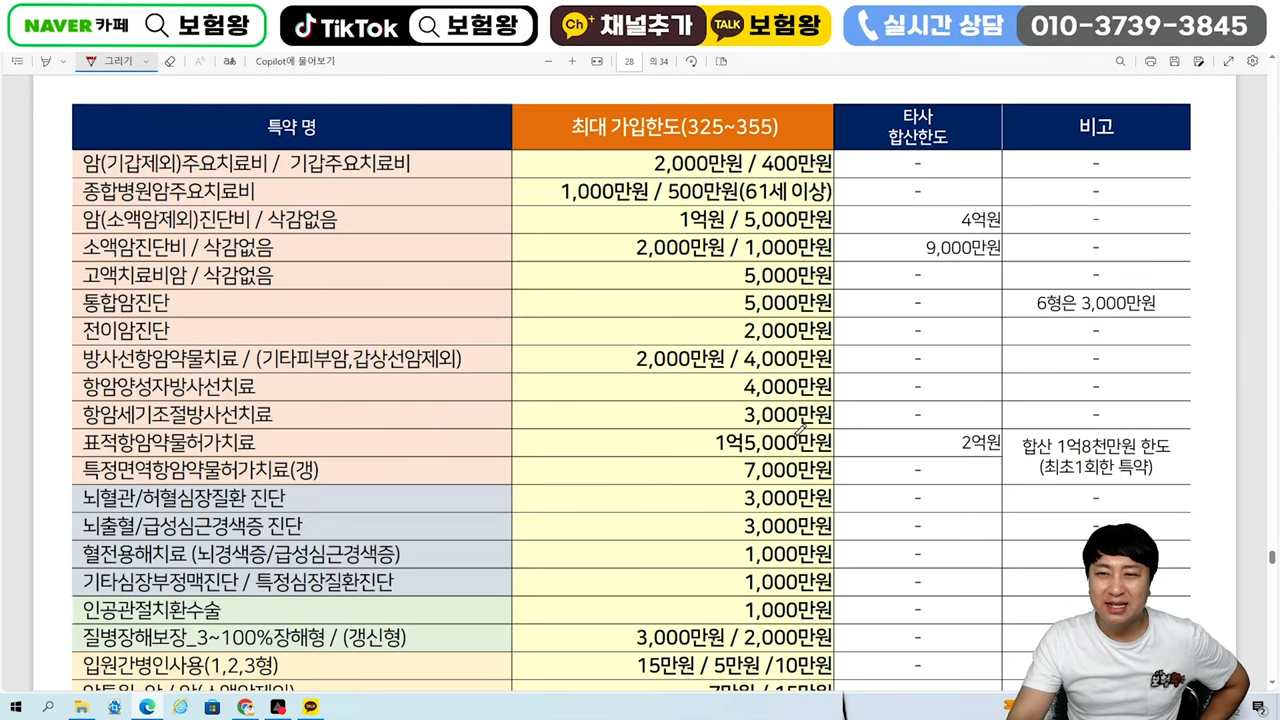 NAVER 카페 보험왕 TikTok 보험왕 Ch+ 채널추가 TALK 보험왕 실시간 상담 010-3739-3845
그리기 가あ Copilot에 물어보기 28 의 34
특약 명 최대 가입한도(325~355) 타사 합산한도 비고
암(기갑제외)주요치료비 / 기갑주요치료비 2,000만원 / 400만원 - -
종합병원암주요치료비 1,000만원 / 500만원(61세 이상) - -
암(소액암제외)진단비 / 삭감없음 1억원 / 5,000만원 4억원 -
소액암진단비 / 삭감없음 2,000만원 / 1,000만원 9,000만원 -
고액치료비암 / 삭감없음 5,000만원 - -
통합암진단 5,000만원 - 6형은 3,000만원
전이암진단 2,000만원 - -
방사선항암약물치료 / (기타피부암,갑상선암제외) 2,000만원 / 4,000만원 - -
항암양성자방사선치료 4,000만원 - -
항암세기조절방사선치료 3,000만원 - -
표적항암약물허가치료 1억5,000만원 2억원 합산 1억8천만원 한도
특정면역항암약물허가치료(갱) 7,000만원 - (최초1회한 특약)
뇌혈관/허혈심장질환 진단 3,000만원 - -
뇌출혈/급성심근경색증 진단 3,000만원 - -
혈전용해치료 (뇌경색증/급성심근경색증) 1,000만원 -
기타심장부정맥진단 / 특정심장질환진단 1,000만원 -
인공관절치환수술 1,000만원 -
질병장해보장_3~100%장해형 / (갱신형) 3,000만원 / 2,000만원 -
입원간병인사용(1,2,3형) 15만원 / 5만원 /10만원 -